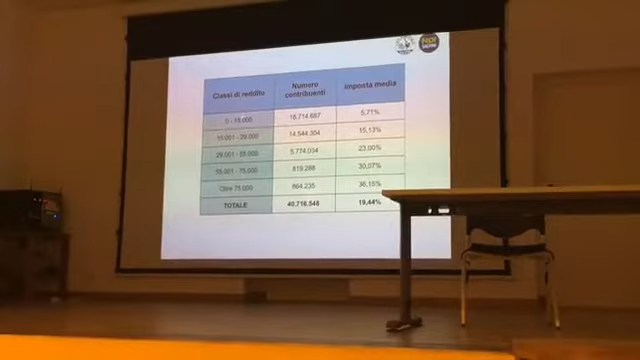 Classi di reddito Numero contribuenti Imposta media
0 - 15.000 18.714.687 5,71%
15.001 - 28.000 14.544.304 15,13%
28.001 - 55.000 5.774.034 23,00%
55.001 - 75.000 819.288 30,07%
Oltre 75.000 864.235 36,15%
TOTALE 40.716.548 19,44%